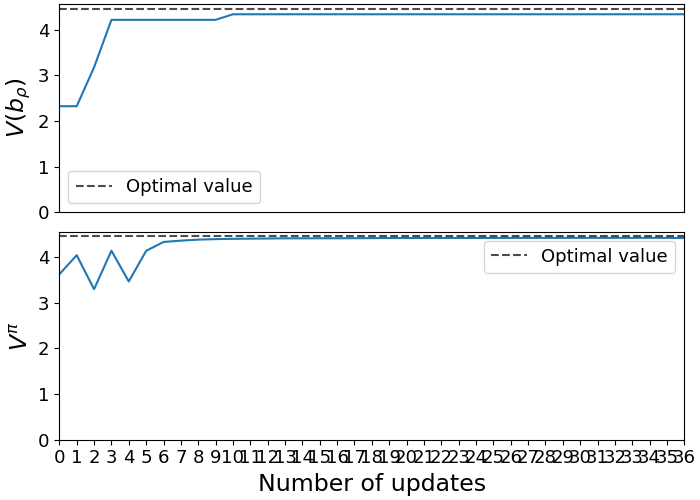 4
3
2
1
0
V(b_ρ)
Optimal value
4
3
2
1
0
V^π
Optimal value
0 1 2 3 4 5 6 7 8 9 10 11 12 13 14 15 16 17 18 19 20 21 22 23 24 25 26 27 28 29 30 31 32 33 34 35 36
Number of updates